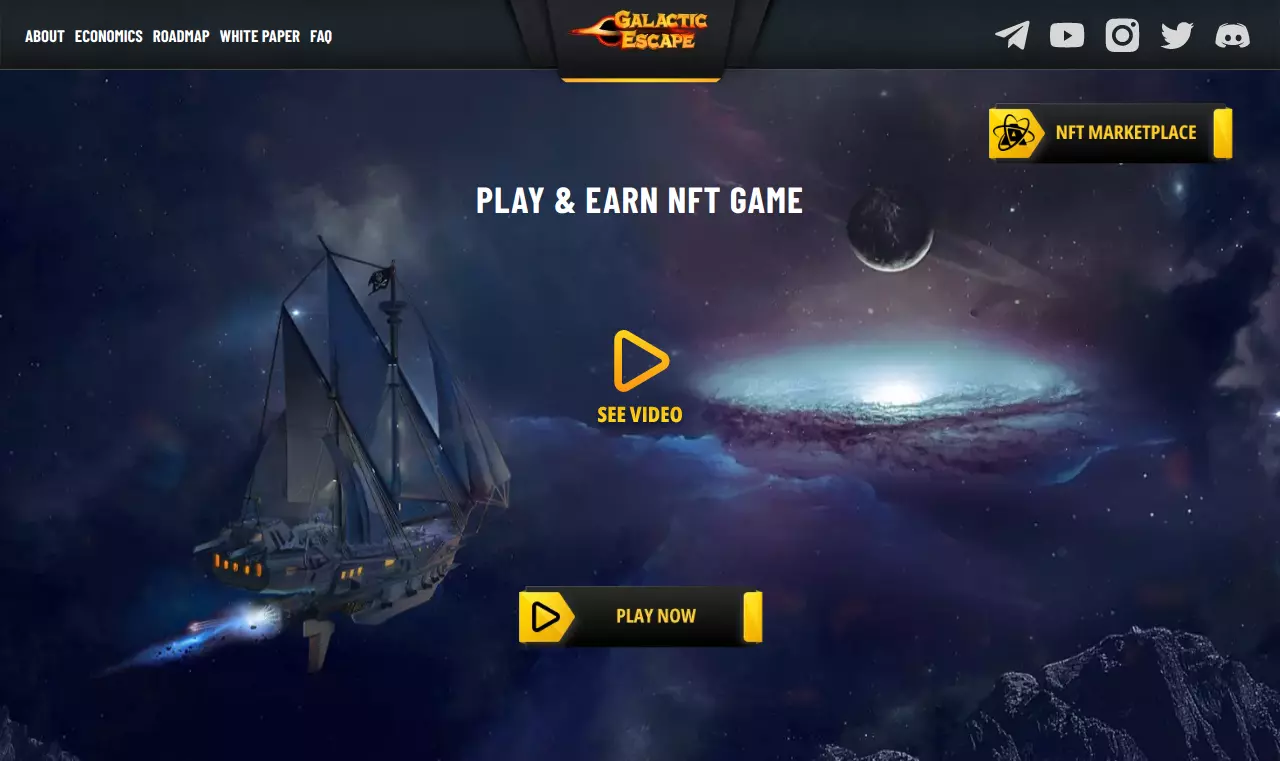 ABOUT ECONOMICS ROADMAP WHITE PAPER FAQ
GALACTIC
ESCAPE
NFT MARKETPLACE
PLAY & EARN NFT GAME
SEE VIDEO
PLAY NOW